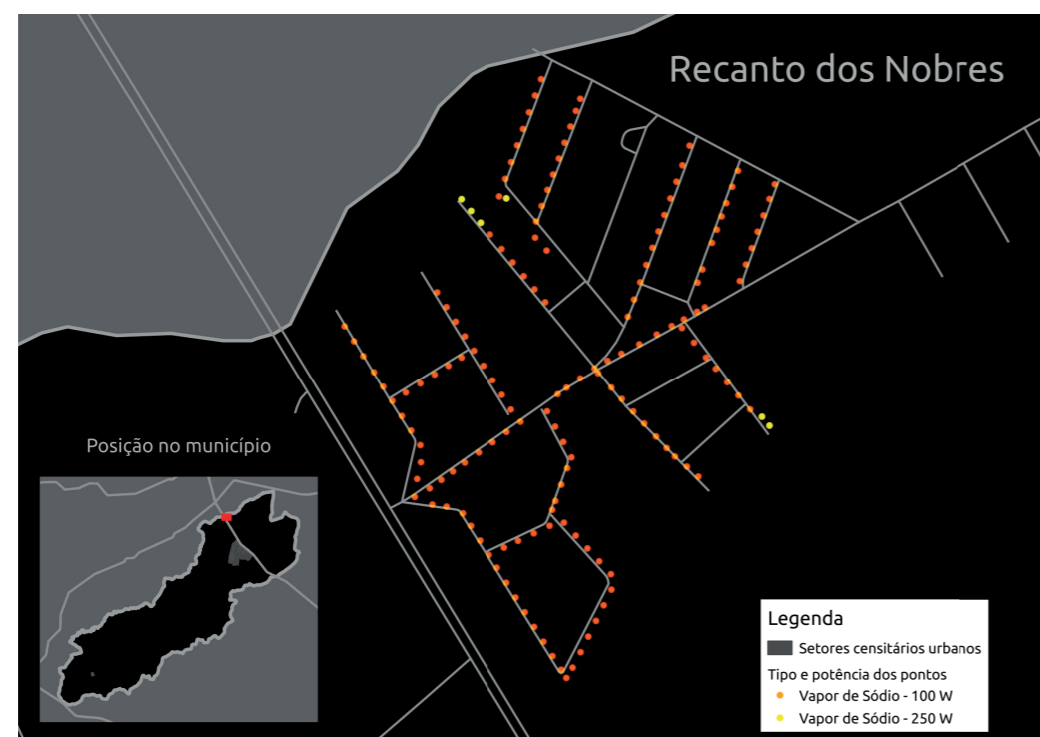 Recanto dos Nobres
Posição no município
Legenda
Setores censitários urbanos
Tipo e potência dos pontos
Vapor de Sódio - 100 W
Vapor de Sódio - 250 W